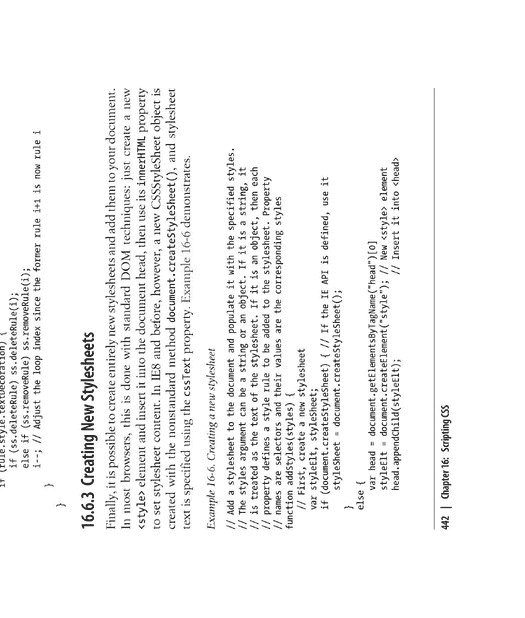 if (rule.style.textDecoration) {
if (ss.deleteRule) ss.deleteRule(i);
else if (ss.removeRule) ss.removeRule(i);
i--; // Adjust the loop index since the former rule i+1 is now rule i
}
}
16.6.3 Creating New Stylesheets
Finally, it is possible to create entirely new stylesheets and add them to your document.
In most browsers, this is done with standard DOM techniques: just create a new
<style> element and insert it into the document head, then use its innerHTML property
to set stylesheet content. In IE8 and before, however, a new CSSStyleSheet object is
created with the nonstandard method document.createStyleSheet(), and stylesheet
text is specified using the cssText property. Example 16-6 demonstrates.
Example 16-6. Creating a new stylesheet
// Add a stylesheet to the document and populate it with the specified styles.
// The styles argument can be a string or an object. If it is a string, it
// is treated as the text of the stylesheet. If it is an object, then each
// property defines a style rule to be added to the stylesheet. Property
// names are selectors and their values are the corresponding styles
function addStyles(styles) {
// First, create a new stylesheet
var styleElt, styleSheet;
if (document.createStyleSheet) { // If the IE API is defined, use it
styleSheet = document.createStyleSheet();
}
else {
var head = document.getElementsByTagName("head")[0]
styleElt = document.createElement("style"); // New <style> element
head.appendChild(styleElt); // Insert it into <head>
442 | Chapter 16: Scripting CSS